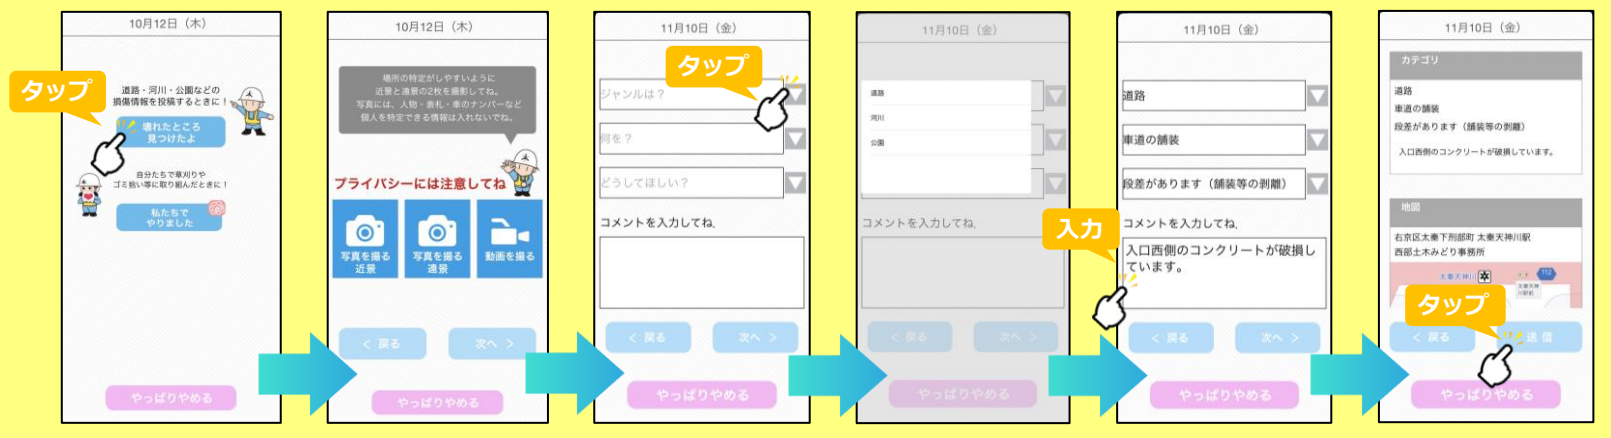 10月12日（木）
タップ
道路・河川・公園などの
損傷情報を投稿するときに！
壊れたところ
見つけたよ
自分たちで草刈りや
ゴミ拾い等に取り組んだときに！
私たちで
やりました
やっぱりやめる
10月12日（木）
場所の特定がしやすいように
近景と遠景の2枚を撮影してね。
写真には、人物・表札・車のナンバーなど
個人を特定できる情報は入れないでね。
プライバシーには注意してね
写真を撮る
近景
写真を撮る
遠景
動画を撮る
＜ 戻る
次へ ＞
やっぱりやめる
11月10日（金）
タップ
ジャンルは？
何を？
どうしてほしい？
コメントを入力してね。
＜ 戻る
次へ ＞
やっぱりやめる
11月10日（金）
道路
河川
公園
コメントを入力してね。
＜ 戻る
次へ ＞
やっぱりやめる
11月10日（金）
道路
車道の舗装
段差があります（舗装等の剥離）
コメントを入力してね。
入力
入口西側のコンクリートが破損し
ています。
＜ 戻る
次へ ＞
やっぱりやめる
11月10日（金）
カテゴリ
道路
車道の舗装
段差があります（舗装等の剥離）
入口西側のコンクリートが破損しています。
地図
右京区太秦下刑部町 太秦天神川駅
西部土木みどり事務所
太秦天神川
112
太秦天神
川駅前
タップ
＜ 戻る
送信
やっぱりやめる